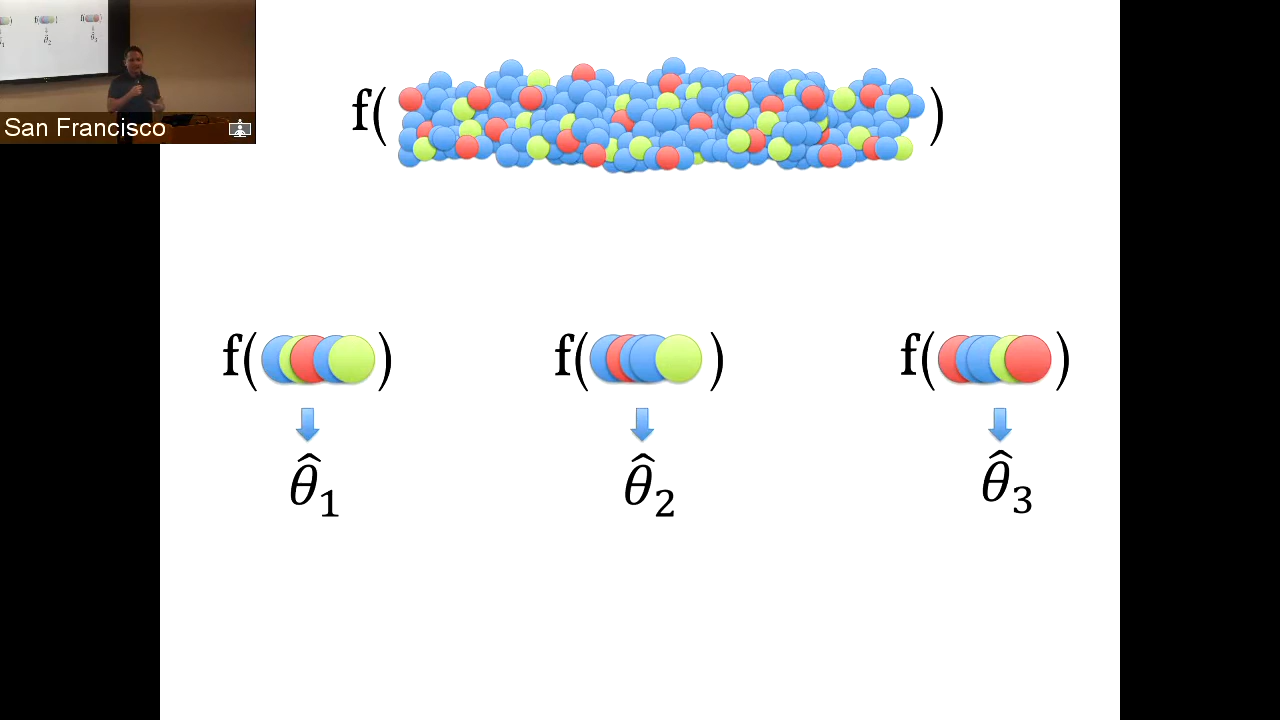 San Francisco
f( )
f( ) f( ) f( )
θ̂₁ θ̂₂ θ̂₃